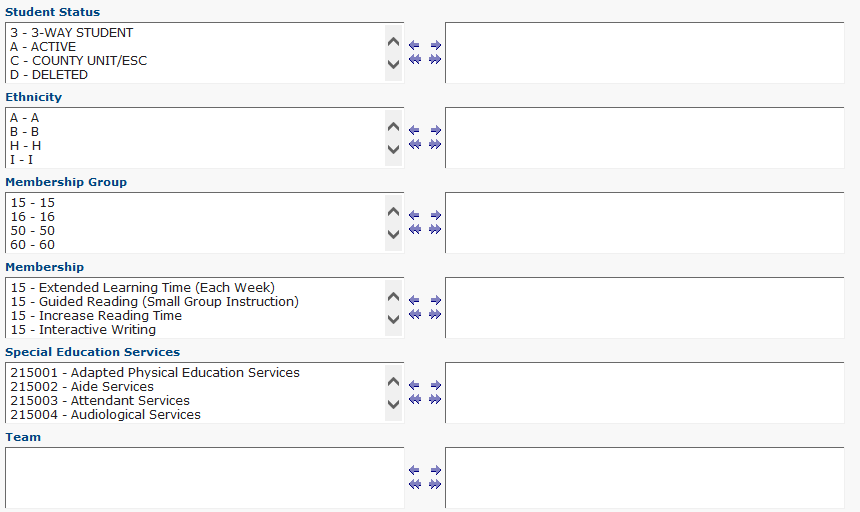 Student Status
3 - 3-WAY STUDENT
A - ACTIVE
C - COUNTY UNIT/ESC
D - DELETED
Ethnicity
A - A
B - B
H - H
I - I
Membership Group
15 - 15
16 - 16
50 - 50
60 - 60
Membership
15 - Extended Learning Time (Each Week)
15 - Guided Reading (Small Group Instruction)
15 - Increase Reading Time
15 - Interactive Writing
Special Education Services
215001 - Adapted Physical Education Services
215002 - Aide Services
215003 - Attendant Services
215004 - Audiological Services
Team